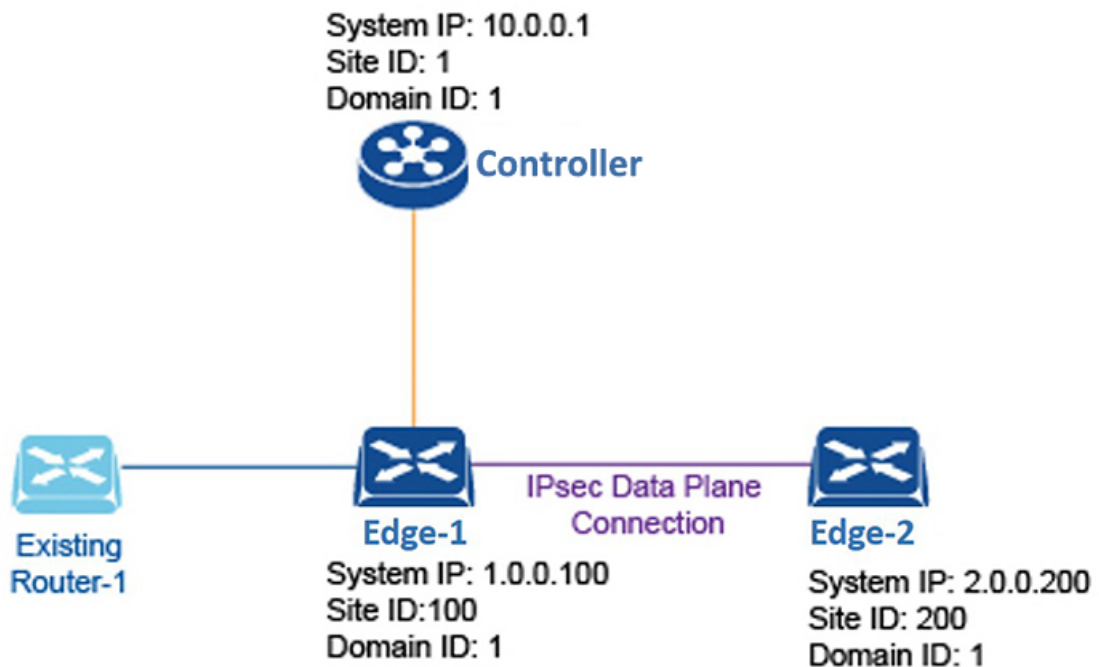 System IP: 10.0.0.1
Site ID: 1
Domain ID: 1
Controller
IPsec Data Plane
Connection
Existing
Router-1
Edge-1
System IP: 1.0.0.100
Site ID:100
Domain ID: 1
Edge-2
System IP: 2.0.0.200
Site ID: 200
Domain ID: 1